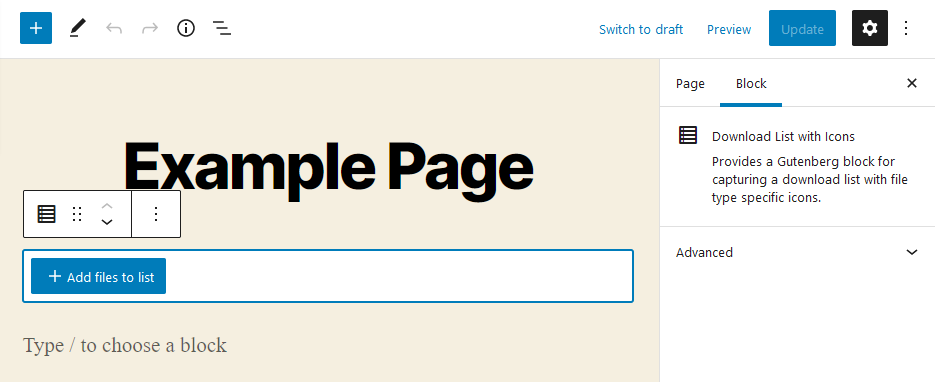 Switch to draft Preview Update
Page Block
Example Page
Download List with Icons
Provides a Gutenberg block for
capturing a download list with file
type specific icons.
Advanced
Add files to list
Type / to choose a block